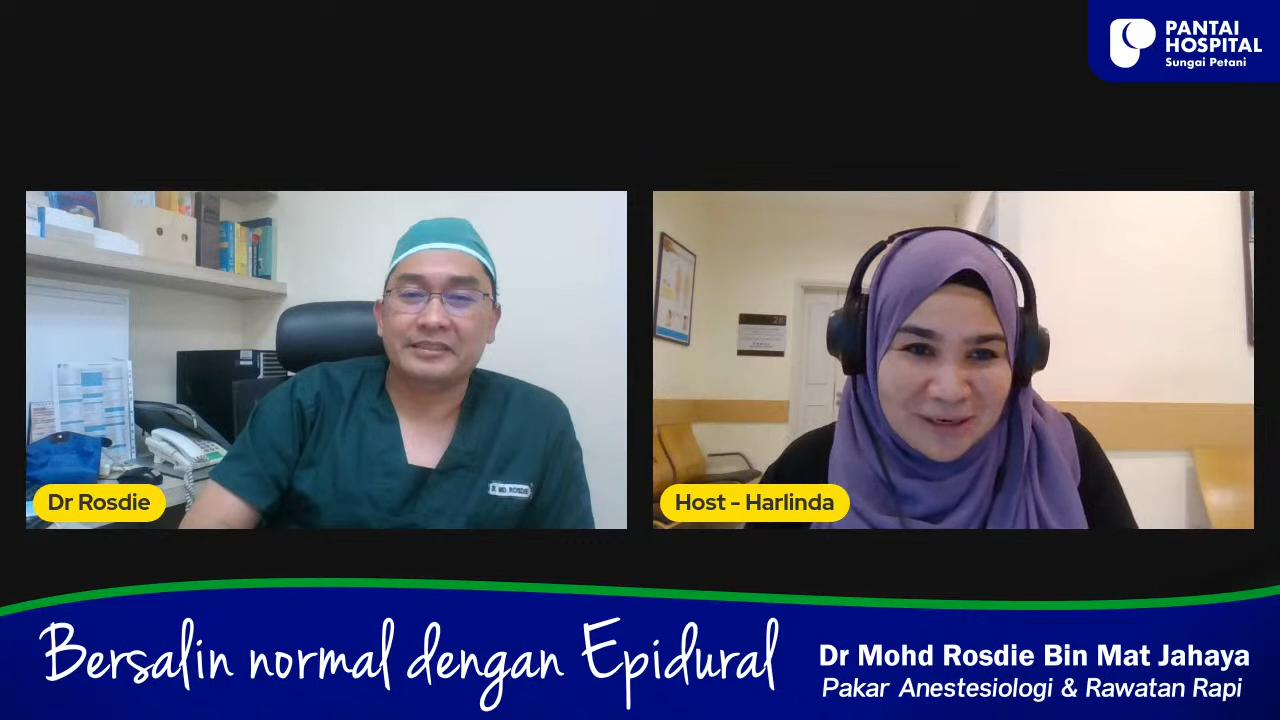 PANTAI
HOSPITAL
Sungai Petani
28
Dr Rosdie
Host - Harlinda
Bersalin normal dengan Epidural
Dr Mohd Rosdie Bin Mat Jahaya
Pakar Anestesiologi & Rawatan Rapi